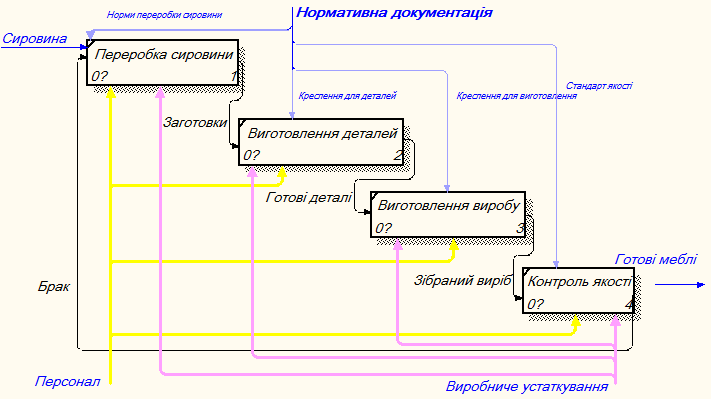 Норми переробки сировини
Нормативна документація
Сировина
Переробка сировини
0? 1
Креслення для деталей
Креслення для виготовлення
Стандарт якості
Заготовки
Виготовлення деталей
0? 2
Готові деталі
Виготовлення виробу
0? 3
Готові меблі
Зібраний виріб
Контроль якості
0? 4
Брак
Персонал
Виробниче устаткування